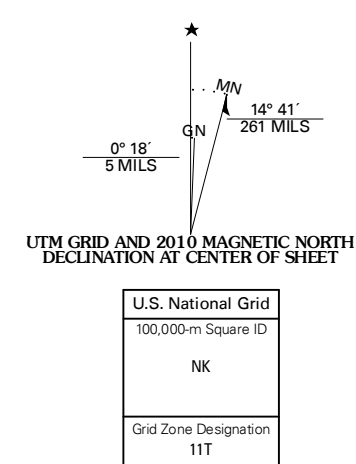 MN
GN
14° 41´
261 MILS
0° 18´
5 MILS
UTM GRID AND 2010 MAGNETIC NORTH
DECLINATION AT CENTER OF SHEET
U.S. National Grid
100,000-m Square ID
NK
Grid Zone Designation
11T